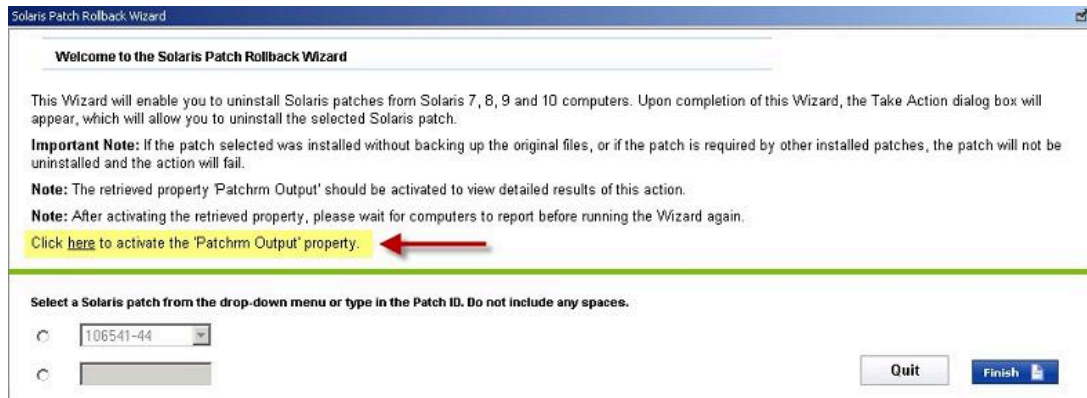 Solaris Patch Rollback Wizard
Welcome to the Solaris Patch Rollback Wizard
This Wizard will enable you to uninstall Solaris patches from Solaris 7, 8, 9 and 10 computers. Upon completion of this Wizard, the Take Action dialog box will
appear, which will allow you to uninstall the selected Solaris patch.
Important Note: If the patch selected was installed without backing up the original files, or if the patch is required by other installed patches, the patch will not be
uninstalled and the action will fail.
Note: The retrieved property 'Patchrm Output' should be activated to view detailed results of this action.
Note: After activating the retrieved property, please wait for computers to report before running the Wizard again.
Click here to activate the 'Patchrm Output' property.
Select a Solaris patch from the drop-down menu or type in the Patch ID. Do not include any spaces.
106541-44
Quit
Finish